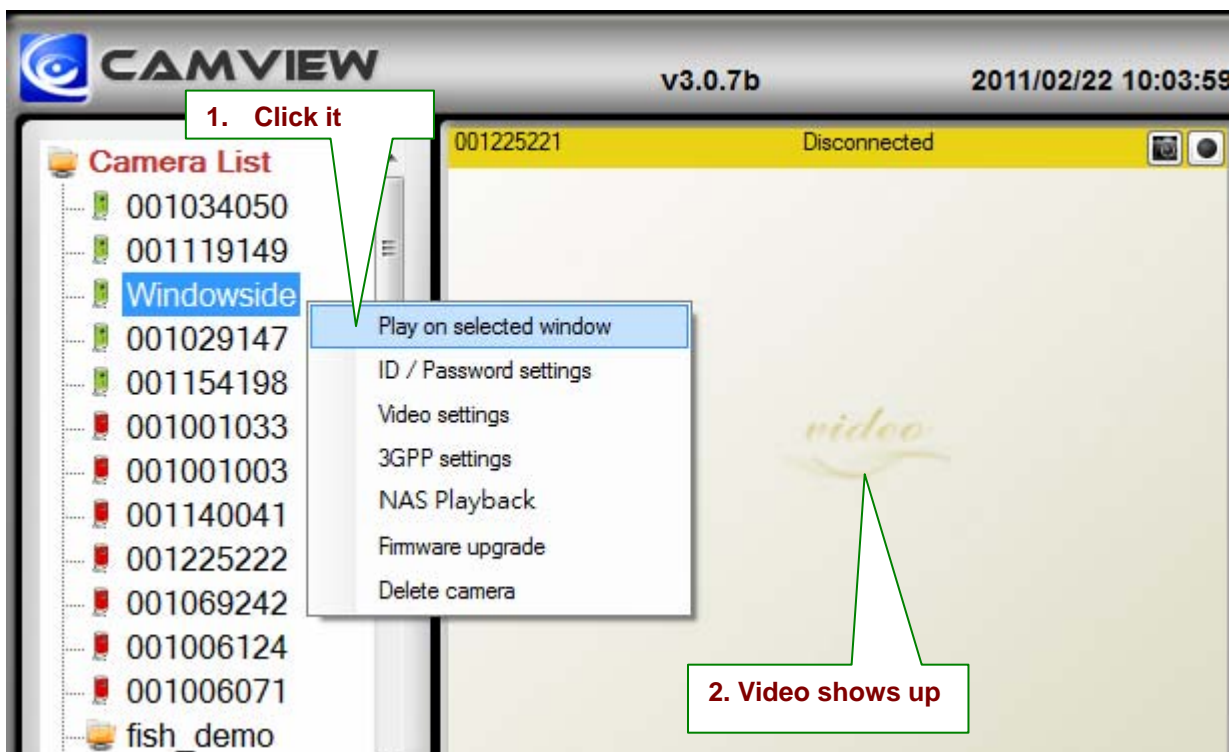 CAMVIEW
v3.0.7b
2011/02/22 10:03:59
1. Click it
Camera List
001034050
001119149
Windowside
001029147
001154198
001001033
001001003
001140041
001225222
001069242
001006124
001006071
fish_demo
Play on selected window
ID / Password settings
Video settings
3GPP settings
NAS Playback
Firmware upgrade
Delete camera
001225221
Disconnected
video
2. Video shows up